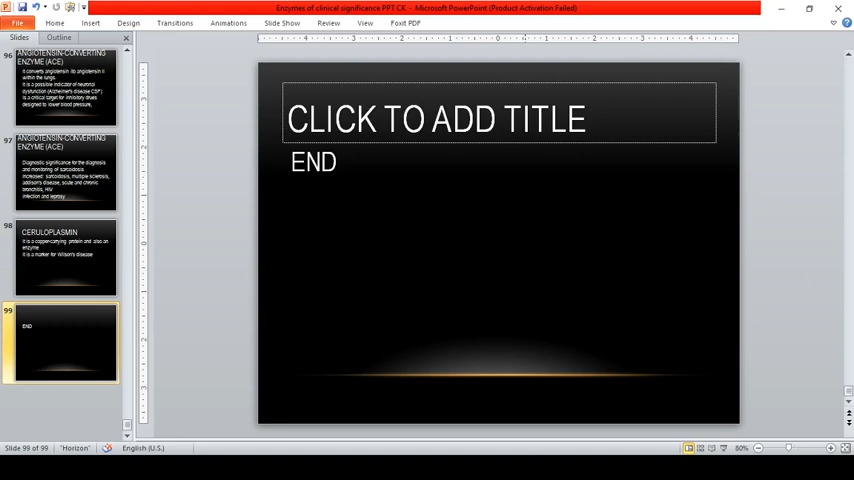 Enzymes of clinical significance PPT CK - Microsoft PowerPoint (Product Activation Failed)
File Home Insert Design Transitions Animations Slide Show Review View Foxit PDF
Slides Outline
96
ANGIOTENSIN-CONVERTING
ENZYME (ACE)
It converts angiotensin Ito angiotensin II
within the lungs.
It is a possible indicator of neuronal
dysfunction (Alzheimer's disease CSF).
Is a critical target for inhibitory drugs
designed to lower blood pressure,
97
ANGIOTENSIN-CONVERTING
ENZYME (ACE)
Diagnostic significance for the diagnosis
and monitoring of sarcoidosis
increased: sarcoidosis, multiple sclerosis,
addison's disease, acute and chronic
bronchitis, HIV
infection and leprosy
98
CERULOPLASMIN
It is a copper-carrying protein and also an
enzyme
It is a marker for Wilson's disease
99
END
CLICK TO ADD TITLE
END
Slide 99 of 99 "Horizon" English (U.S.) 80%